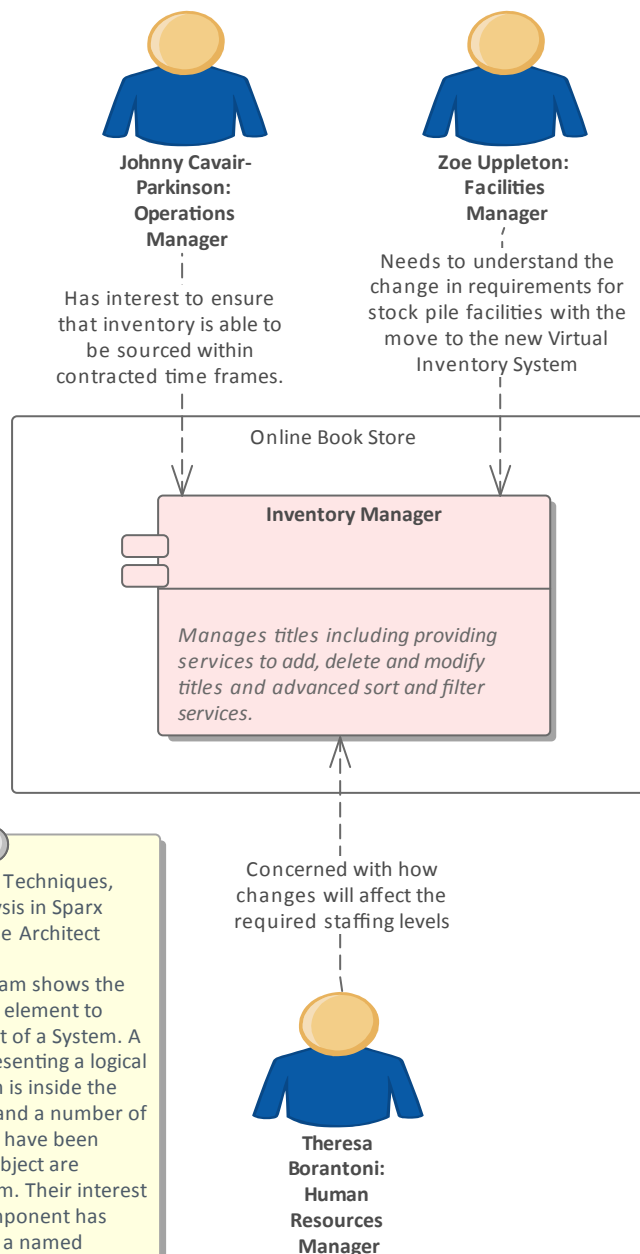 Johnny Cavair-
Parkinson:
Operations
Manager
Zoe Uppleton:
Facilities
Manager
Has interest to ensure
that inventory is able to
be sourced within
contracted time frames.
Needs to understand the
change in requirements for
stock pile facilities with the
move to the new Virtual
Inventory System
Online Book Store
Inventory Manager
Manages titles including providing
services to add, delete and modify
titles and advanced sort and filter
services.
Concerned with how
changes will affect the
required staffing levels
Techniques,
ysis in Sparx
e Architect
am shows the
element to
t of a System. A
esenting a logical
n is inside the
and a number of
have been
bject are
m. Their interest
ponent has
a named
Theresa
Borantoni:
Human
Resources
Manager